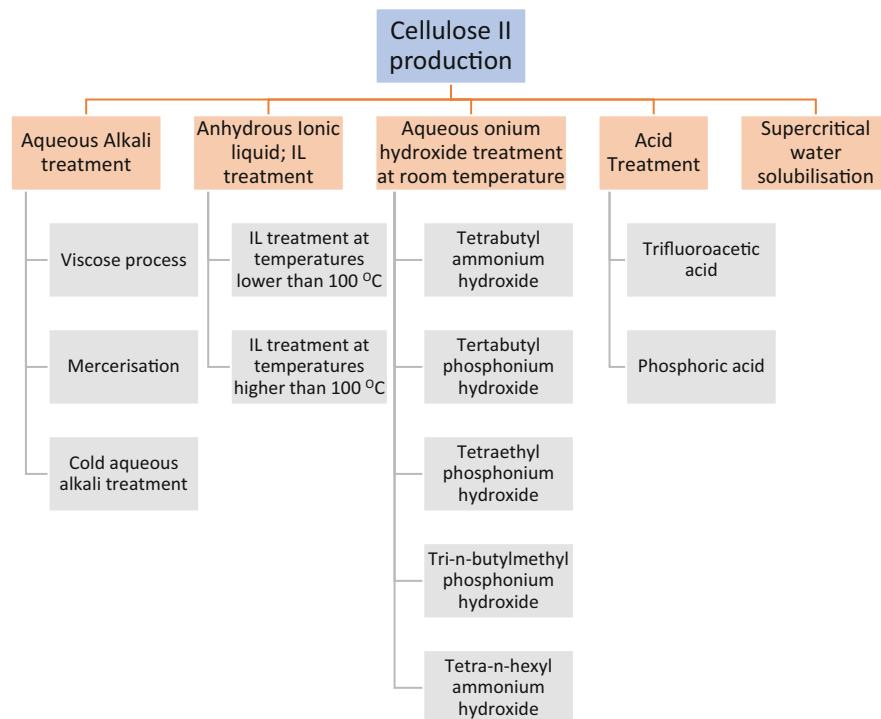 Cellulose II
production
Aqueous Alkali
treatment
Anhydrous Ionic
liquid; IL
treatment
Aqueous onium
hydroxide treatment
at room temperature
Acid
Treatment
Supercritical
water
solubilisation
Viscose process
Mercerisation
Cold aqueous
alkali treatment
IL treatment at
temperatures
lower than 100 ᴼC
IL treatment at
temperatures
higher than 100 ᴼC
Tetrabutyl
ammonium
hydroxide
Tertabutyl
phosphonium
hydroxide
Tetraethyl
phosphonium
hydroxide
Tri-n-butylmethyl
phosphonium
hydroxide
Tetra-n-hexyl
ammonium
hydroxide
Trifluoroacetic
acid
Phosphoric acid